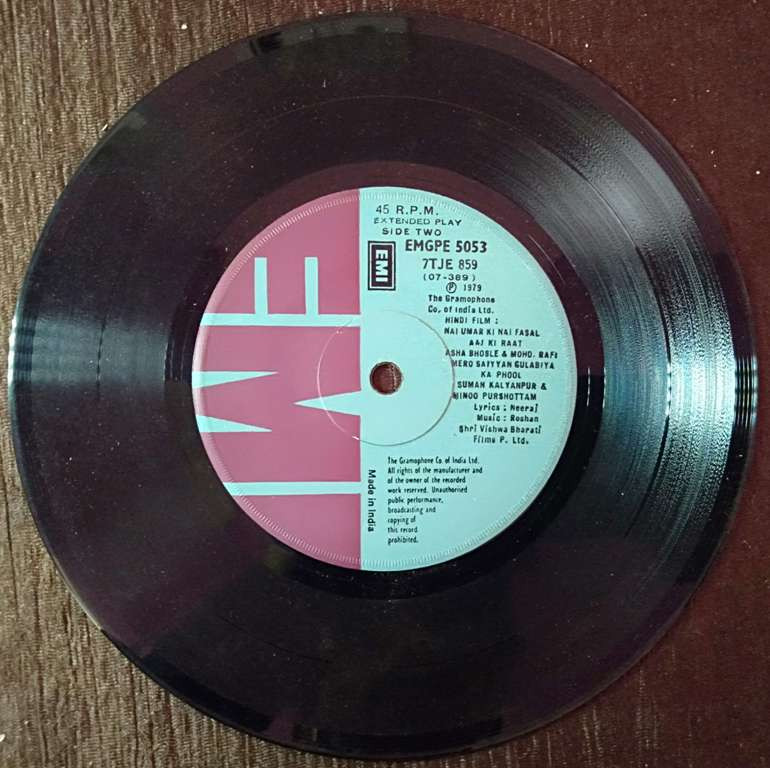 45 R.P.M.
EXTENDED PLAY
SIDE TWO
EMI
EMGPE 5053
7TJE 859
(07-389)
Ⓟ 1979
The Gramophone
Co. of India Ltd.
HINDI FILM :
NAI UMAR KI NAI FASAL
AAJ KI RAAT
ASHA BHOSLE & MOHD. RAFI
MERO SAIYYAN GULABIYA
KA PHOOL
SUMAN KALYANPUR &
MINOO PURSHOTTAM
Lyrics : Neeraj
Music : Roshan
Shri Vishwa Bharati
Films P. Ltd.
The Gramophone Co. of India Ltd.
All rights of the manufacturer and
of the owner of the recorded
work reserved. Unauthorised
public performance,
broadcasting and
copying of
this record
prohibited.
Made in India
EMI